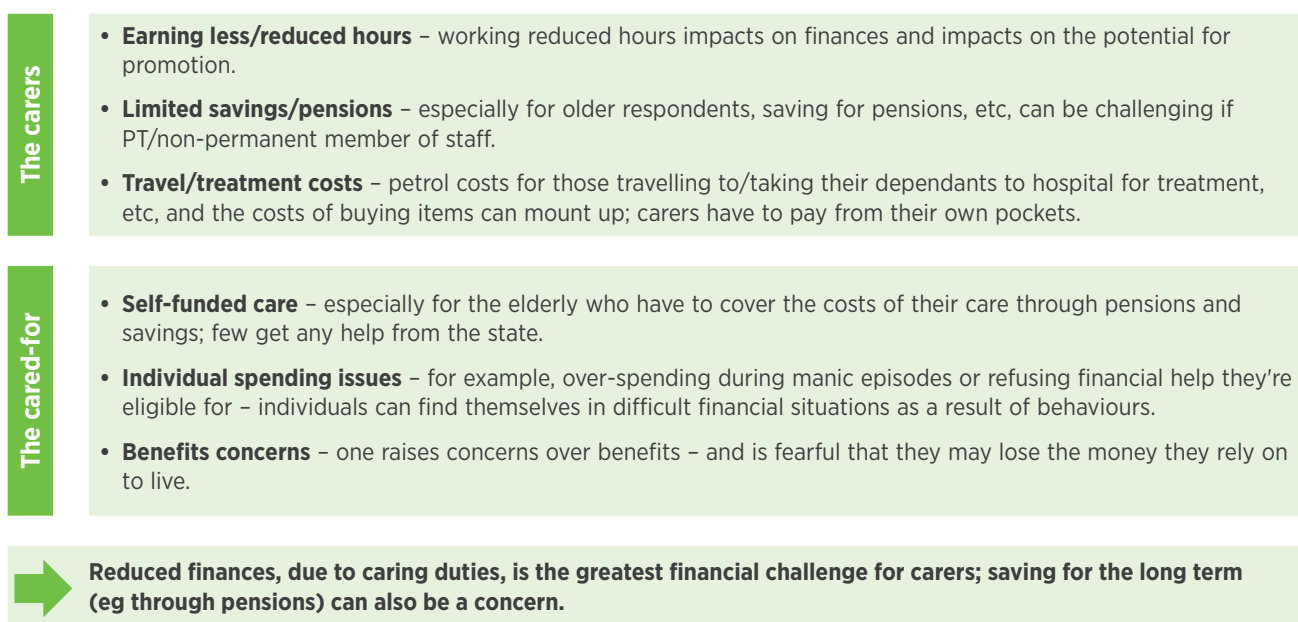 The carers
• Earning less/reduced hours – working reduced hours impacts on finances and impacts on the potential for
promotion.
• Limited savings/pensions – especially for older respondents, saving for pensions, etc, can be challenging if
PT/non-permanent member of staff.
• Travel/treatment costs – petrol costs for those travelling to/taking their dependants to hospital for treatment,
etc, and the costs of buying items can mount up; carers have to pay from their own pockets.
The cared-for
• Self-funded care – especially for the elderly who have to cover the costs of their care through pensions and
savings; few get any help from the state.
• Individual spending issues – for example, over-spending during manic episodes or refusing financial help they're
eligible for – individuals can find themselves in difficult financial situations as a result of behaviours.
• Benefits concerns – one raises concerns over benefits – and is fearful that they may lose the money they rely on
to live.
Reduced finances, due to caring duties, is the greatest financial challenge for carers; saving for the long term
(eg through pensions) can also be a concern.